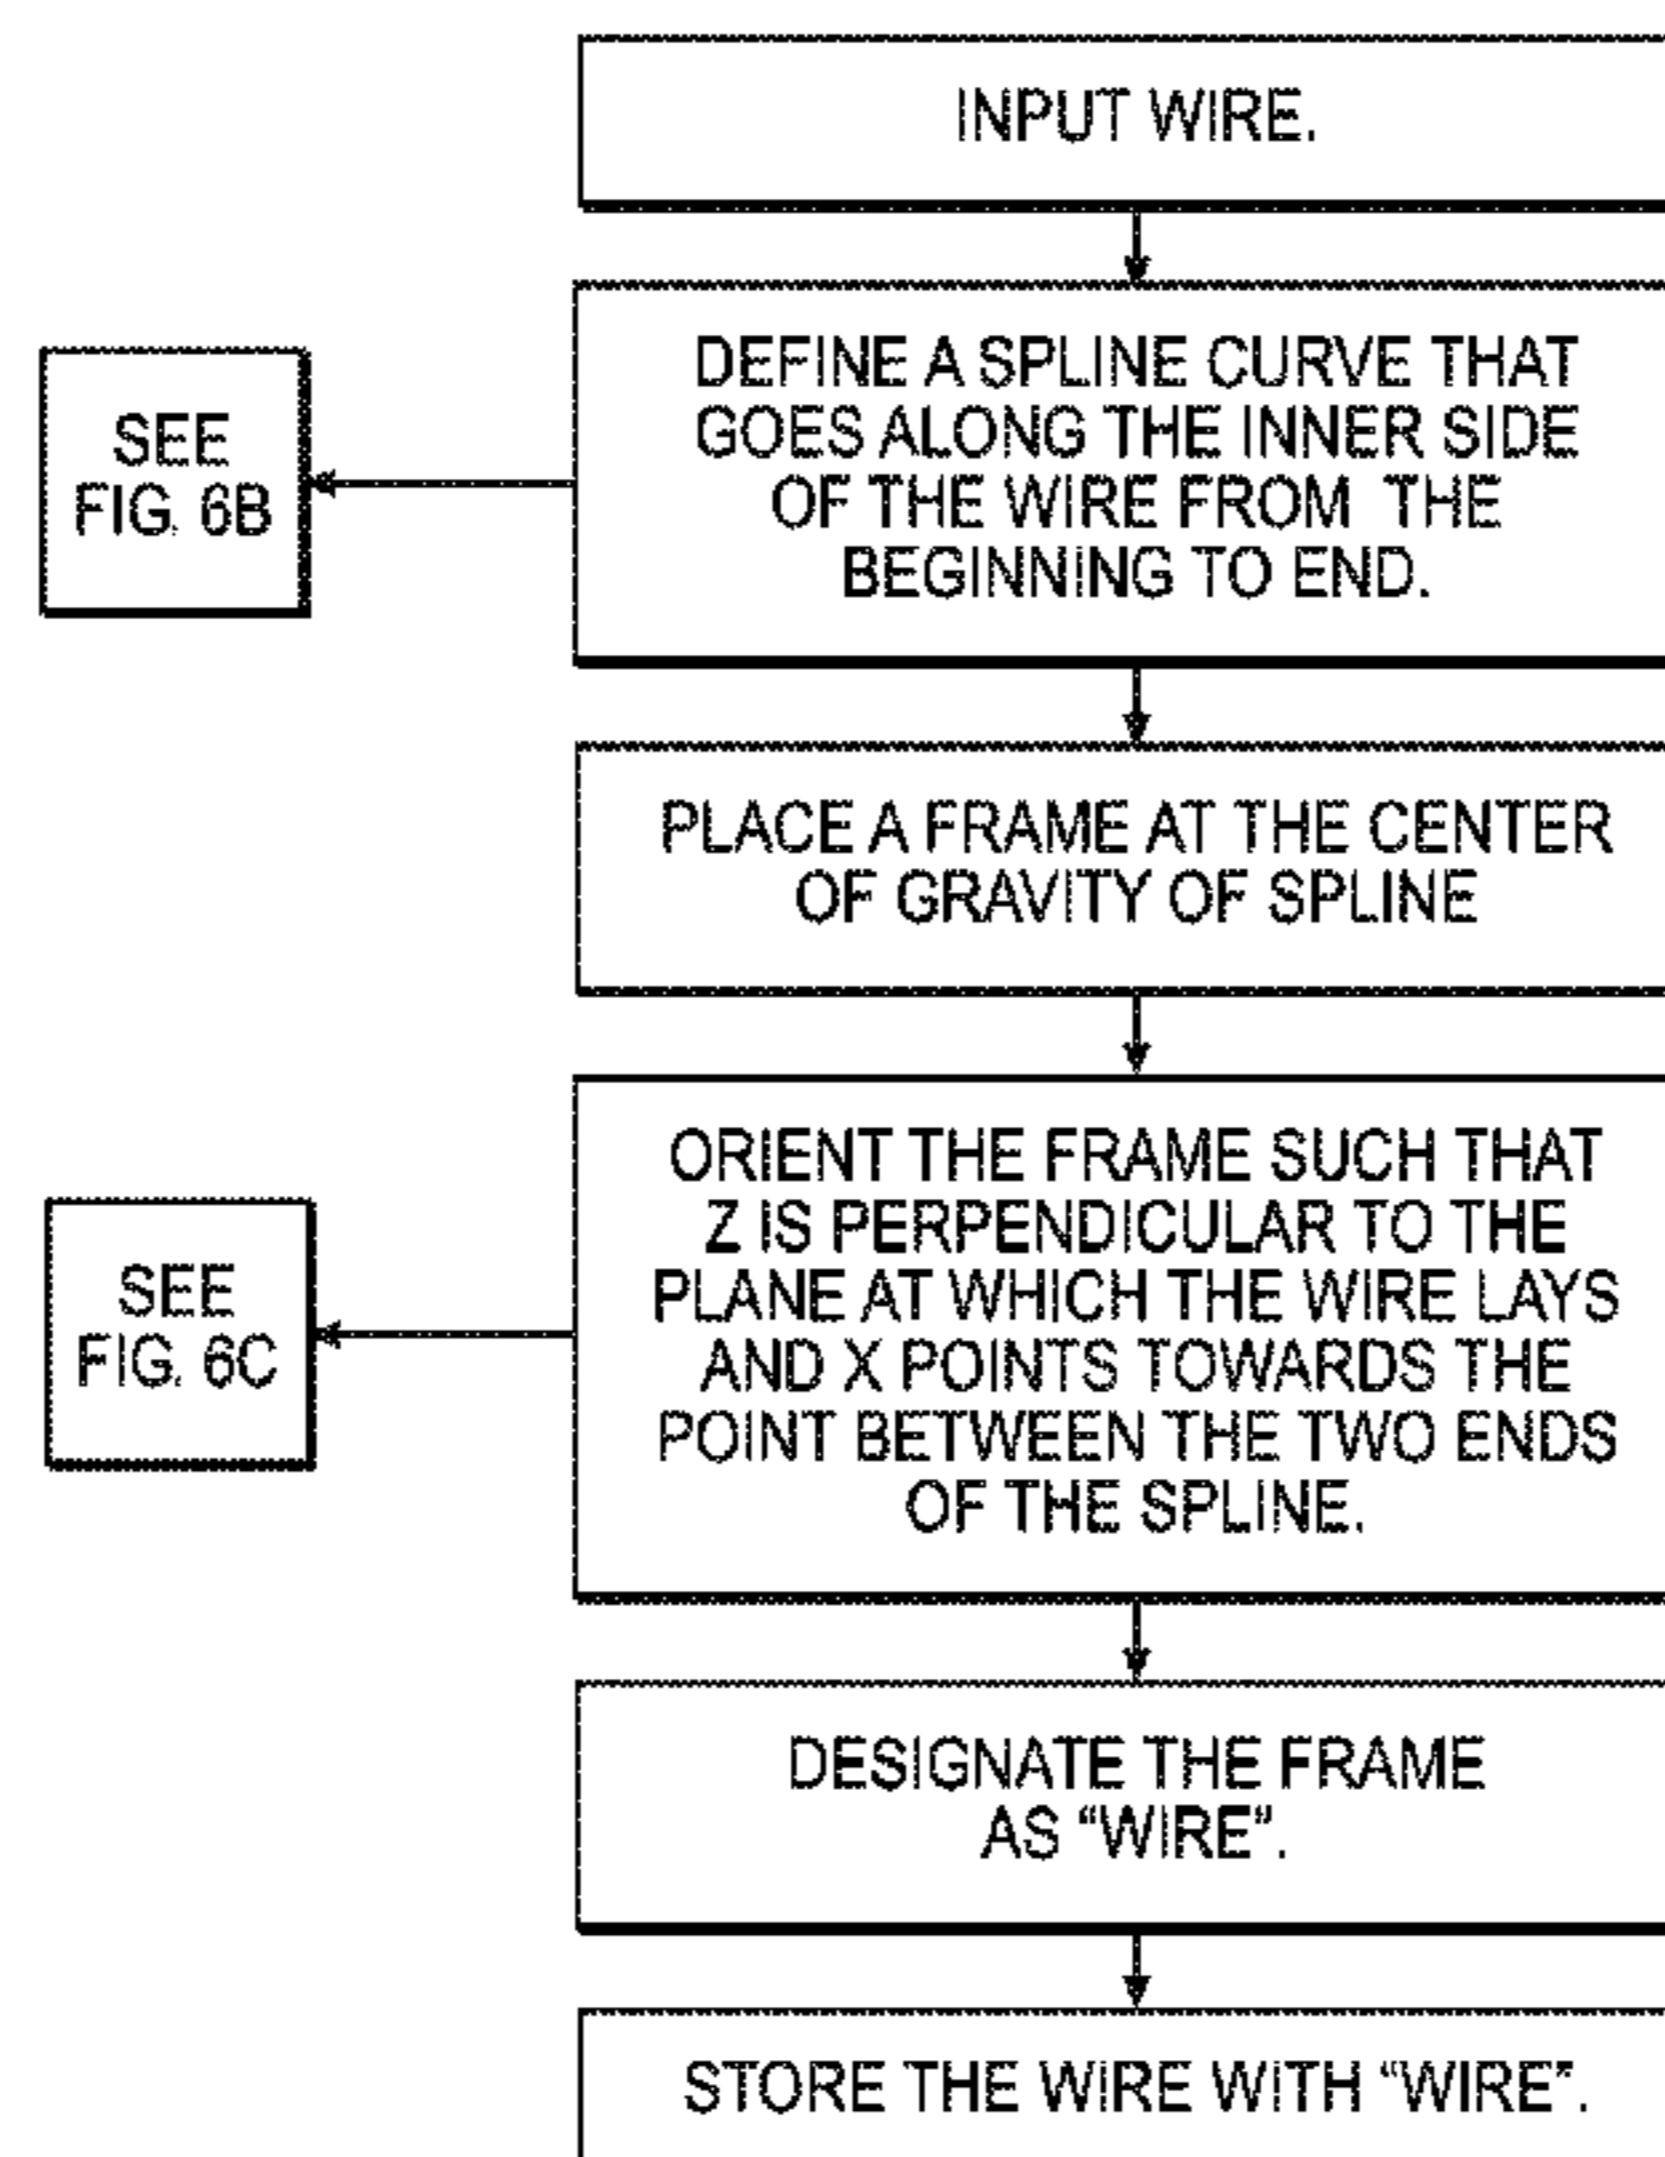 INPUT WIRE.
DEFINE A SPLINE CURVE THAT
GOES ALONG THE INNER SIDE
OF THE WIRE FROM THE
BEGINNING TO END.
SEE
FIG. 6B
PLACE A FRAME AT THE CENTER
OF GRAVITY OF SPLINE
ORIENT THE FRAME SUCH THAT
Z IS PERPENDICULAR TO THE
PLANE AT WHICH THE WIRE LAYS
AND X POINTS TOWARDS THE
POINT BETWEEN THE TWO ENDS
OF THE SPLINE.
SEE
FIG. 6C
DESIGNATE THE FRAME
AS “WIRE”.
STORE THE WIRE WITH “WIRE”.